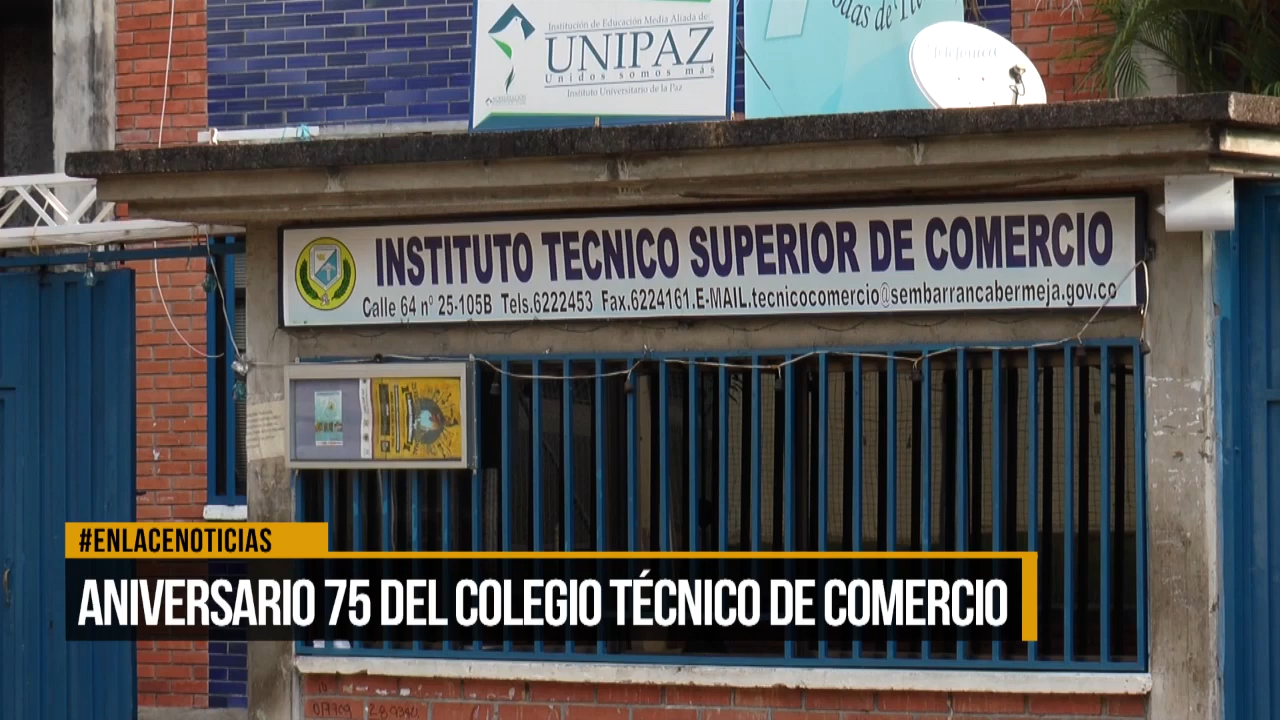 Institución de Educación Media Aliada de:
UNIPAZ
Unidos somos más
Instituto Universitario de la Paz
Telefonica
INSTITUTO TECNICO SUPERIOR DE COMERCIO
Calle 64 nº 25-105B Tels.6222453 Fax.6224161.E-MAIL.tecnicocomercio@sembarrancabermeja.gov.co
#ENLACENOTICIAS
ANIVERSARIO 75 DEL COLEGIO TÉCNICO DE COMERCIO